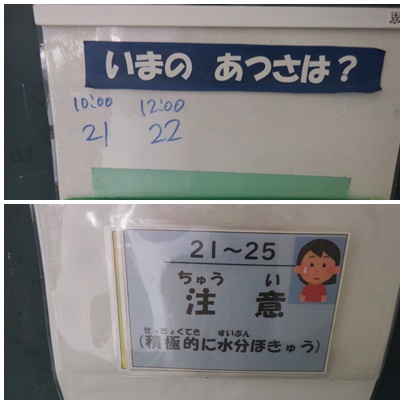 いまの あつさは？
10:00 12:00
21 22
21～25
ちゅう い
注 意
せっきょくてき すいぶん
(積極的に水分ほきゅう)